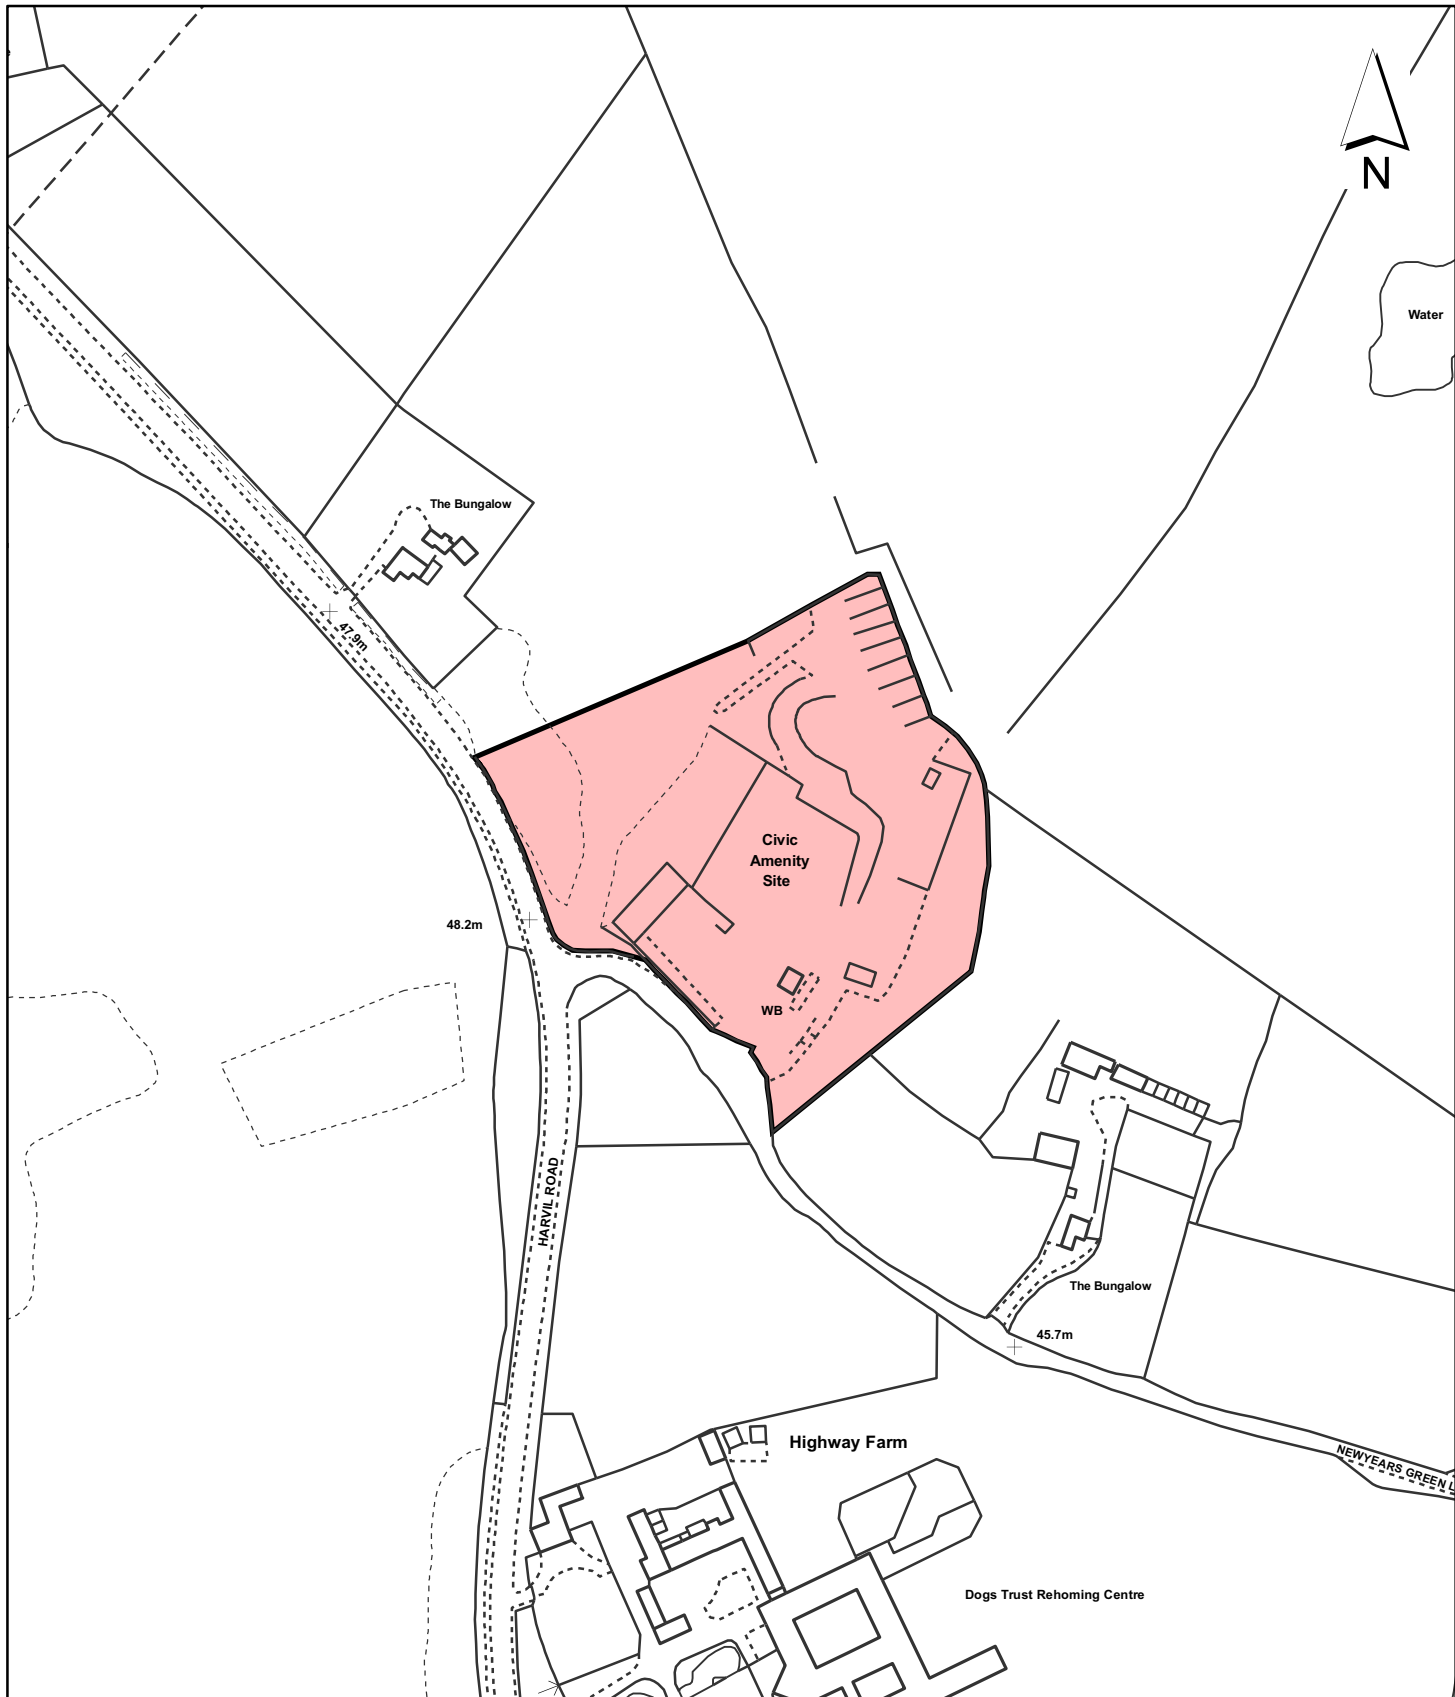 N
Water
The Bungalow
47.9m
Civic
Amenity
Site
48.2m
WB
HARVIL ROAD
The Bungalow
45.7m
Highway Farm
NEWYEARS GREEN L
Dogs Trust Rehoming Centre